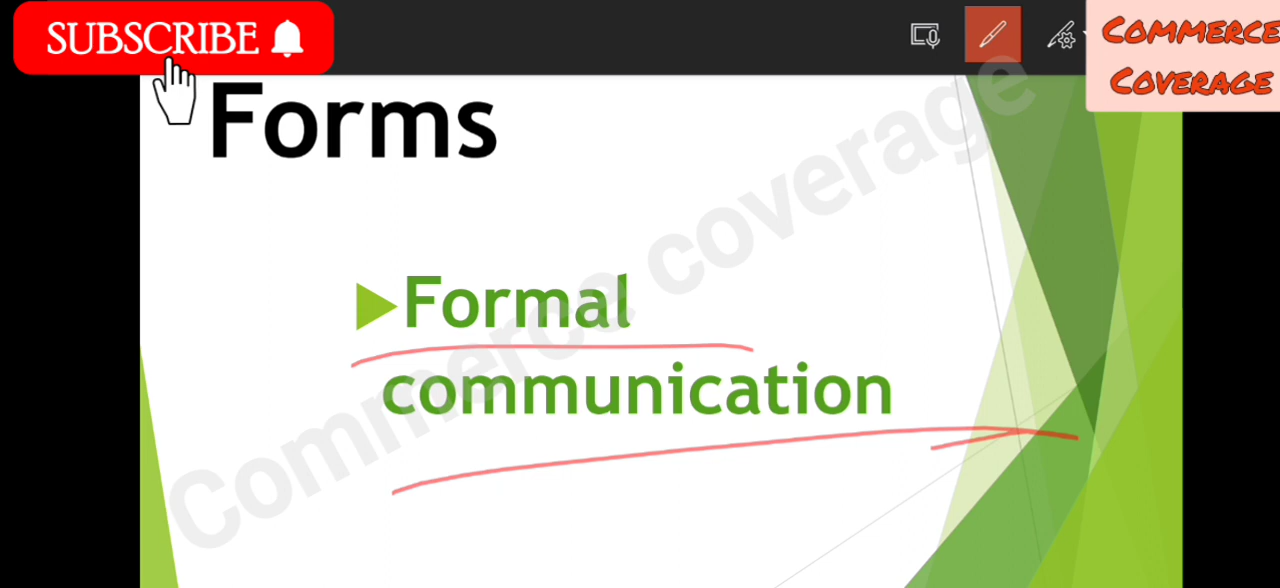 SUBSCRIBE
COMMERCE
COVERAGE
Forms
Formal
communication
Commerce coverage